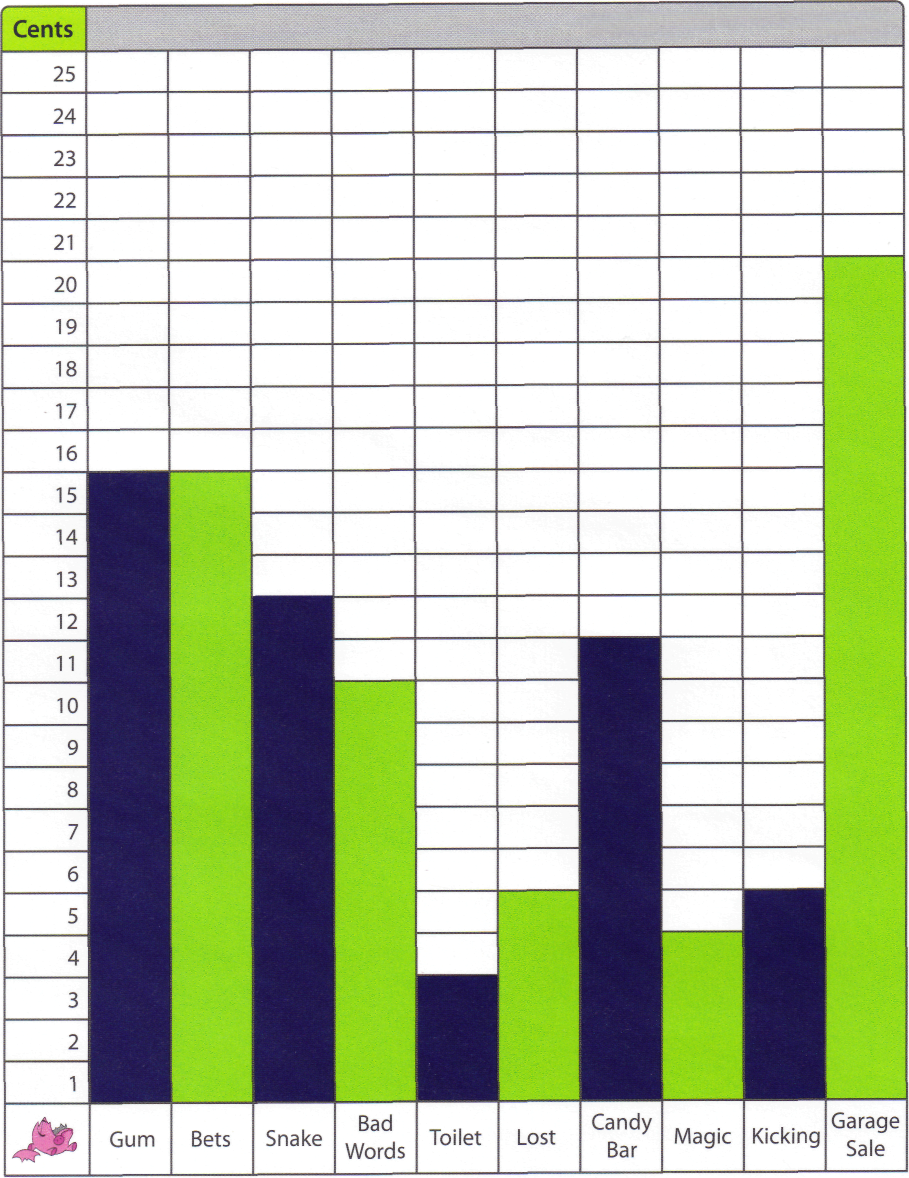 Cents
25
24
23
22
21
20
19
18
17
16
15
14
13
12
11
10
9
8
7
6
5
4
3
2
1
Gum
Bets
Snake
Bad
Words
Toilet
Lost
Candy
Bar
Magic
Kicking
Garage
Sale